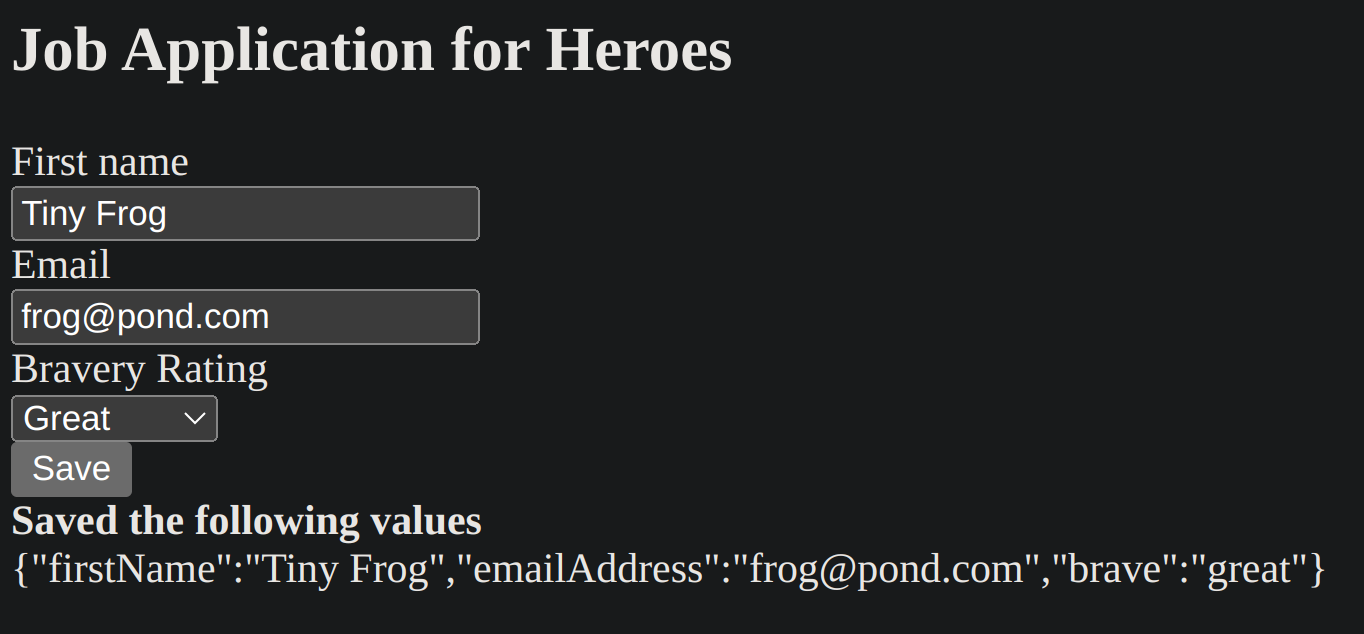 Job Application for Heroes
First name
Tiny Frog
Email
frog@pond.com
Bravery Rating
Great
Save
Saved the following values
{"firstName":"Tiny Frog","emailAddress":"frog@pond.com","brave":"great"}